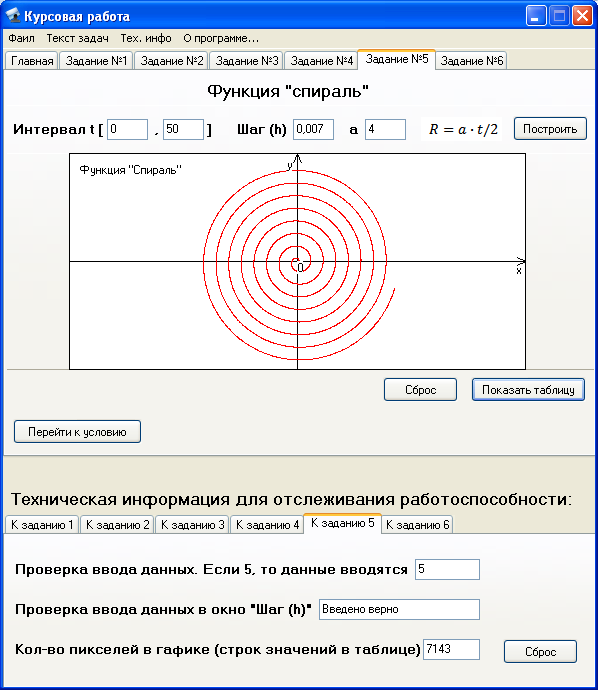 Курсовая работа
Фаил Текст задач Тех. инфо О программе...
Главная Задание №1 Задание №2 Задание №3 Задание №4 Задание №5 Задание №6
Функция "спираль"
Интервал t [ 0 , 50 ] Шаг (h) 0,007 a 4 R = a · t/2 Построить
Функция "Спираль"
y
0
x
Сброс Показать таблицу
Перейти к условию
Техническая информация для отслеживания работоспособности:
К заданию 1 К заданию 2 К заданию 3 К заданию 4 К заданию 5 К заданию 6
Проверка ввода данных. Если 5, то данные вводятся 5
Проверка ввода данных в окно "Шаг (h)" Введено верно
Кол-во пикселей в гафике (строк значений в таблице) 7143 Сброс